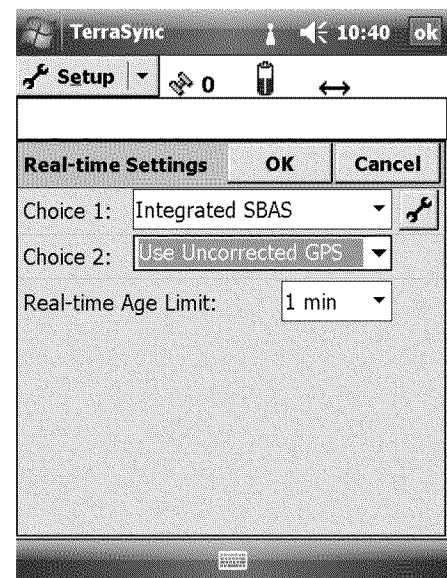 TerraSync 10:40 ok
Setup 0
Real-time Settings OK Cancel
Choice 1: Integrated SBAS
Choice 2: Use Uncorrected GPS
Real-time Age Limit: 1 min